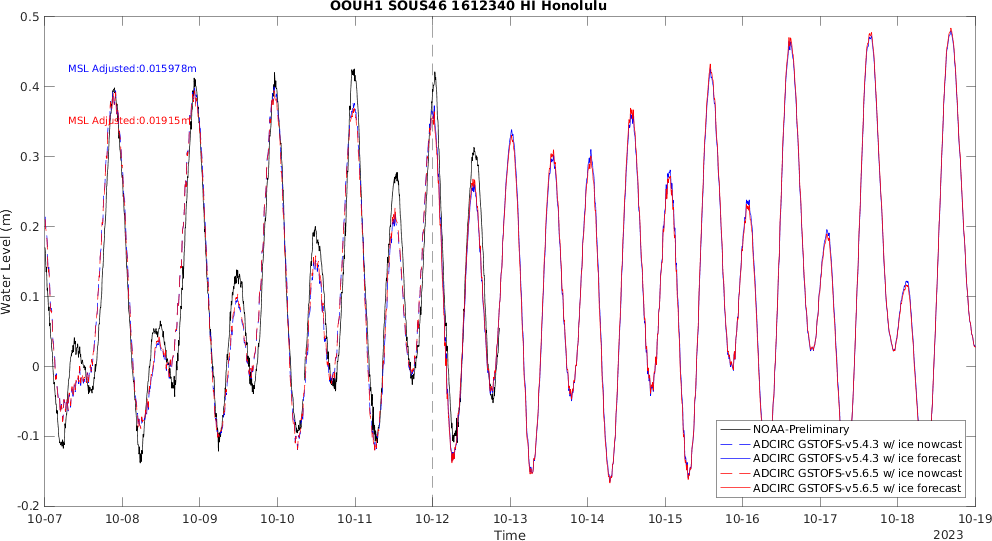 OOUH1 SOUS46 1612340 HI Honolulu
0.5
0.4
0.3
0.2
0.1
0
-0.1
-0.2
Water Level (m)
MSL Adjusted:0.015978m
MSL Adjusted:0.01915m
NOAA-Preliminary
ADCIRC GSTOFS-v5.4.3 w/ ice nowcast
ADCIRC GSTOFS-v5.4.3 w/ ice forecast
ADCIRC GSTOFS-v5.6.5 w/ ice nowcast
ADCIRC GSTOFS-v5.6.5 w/ ice forecast
10-07 10-08 10-09 10-10 10-11 10-12 10-13 10-14 10-15 10-16 10-17 10-18 10-19
Time
2023